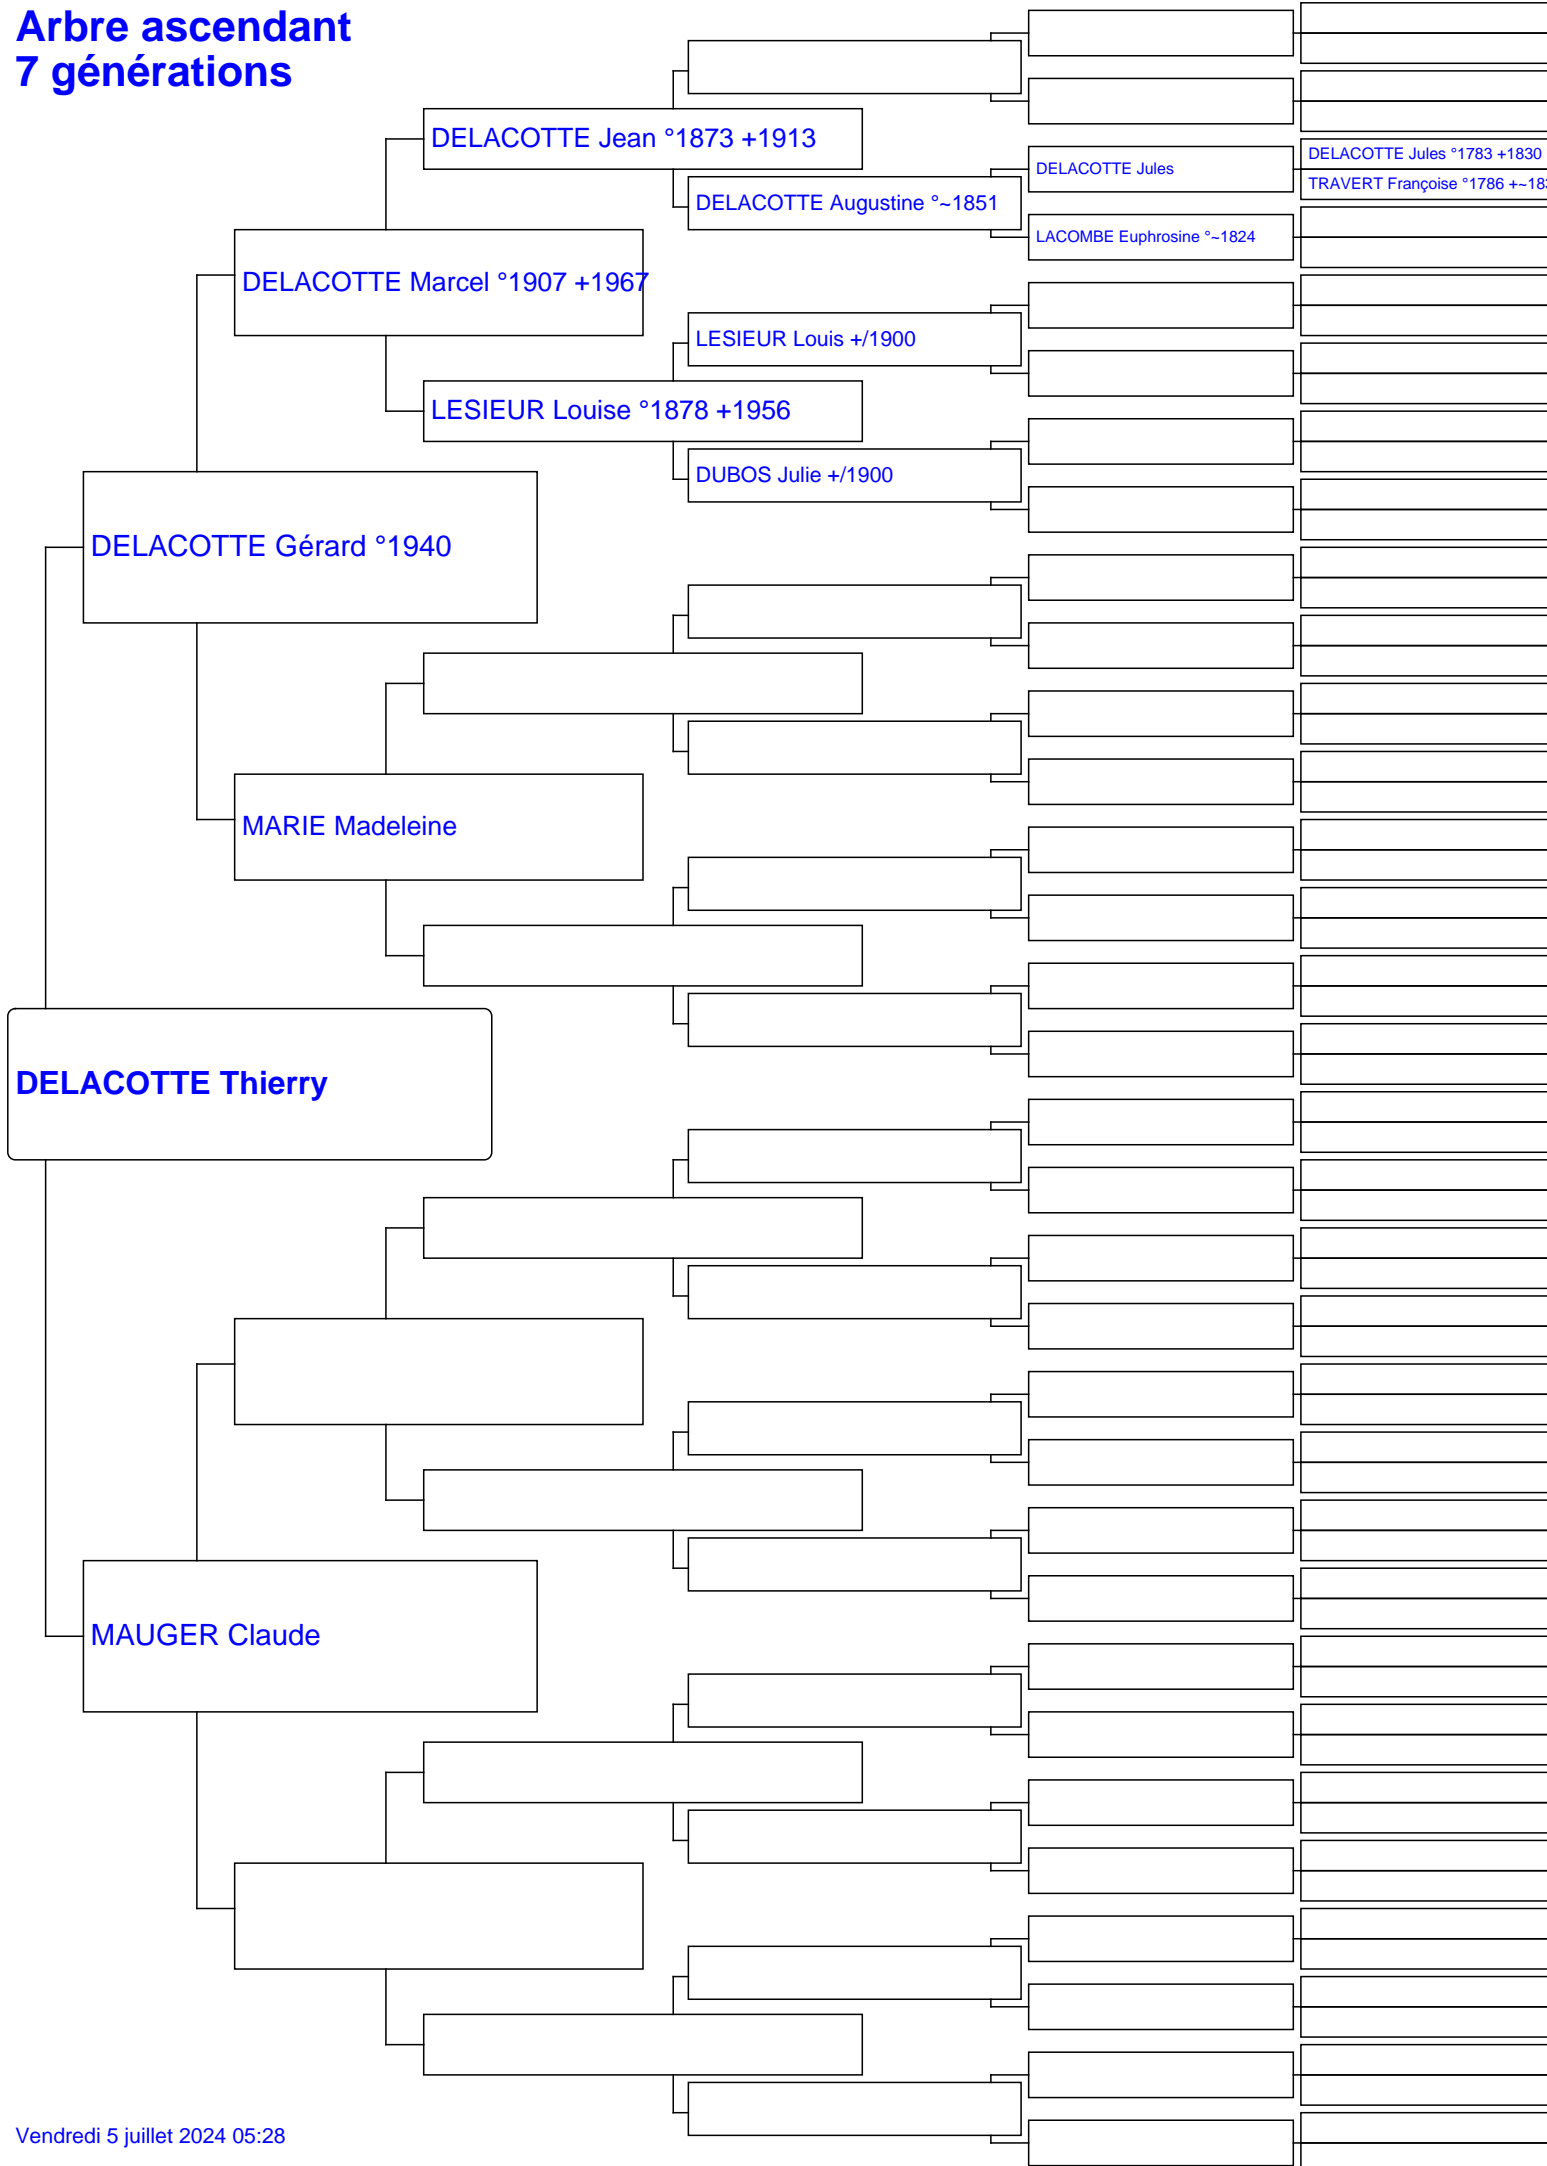 Arbre ascendant
7 générations
DELACOTTE Jean °1873 +1913
DELACOTTE Jules
DELACOTTE Jules °1783 +1830
TRAVERT Françoise °1786
DELACOTTE Augustine °~1851
LACOMBE Euphrosine °~1824
DELACOTTE Marcel °1907 +1967
LESIEUR Louis +/1900
LESIEUR Louise °1878 +1956
DUBOS Julie +/1900
DELACOTTE Gérard °1940
MARIE Madeleine
DELACOTTE Thierry
MAUGER Claude
Vendredi 5 juillet 2024 05:28